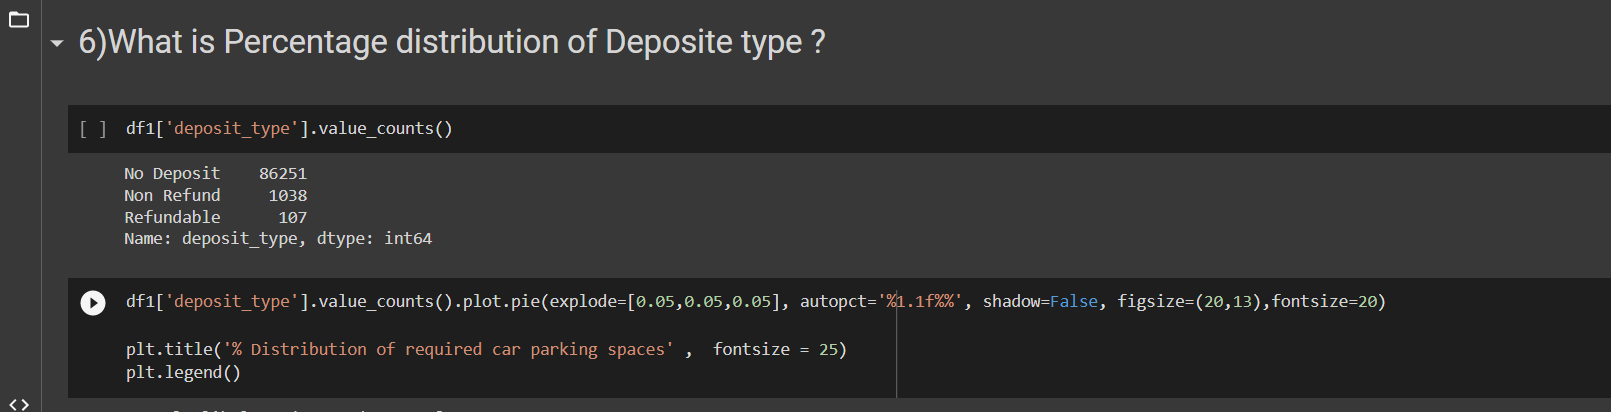 6)What is Percentage distribution of Deposite type ?
[ ] df1['deposit_type'].value_counts()
No Deposit    86251
Non Refund     1038
Refundable      107
Name: deposit_type, dtype: int64
df1['deposit_type'].value_counts().plot.pie(explode=[0.05,0.05,0.05], autopct='%1.1f%%', shadow=False, figsize=(20,13),fontsize=20)
plt.title('% Distribution of required car parking spaces' ,  fontsize = 25)
plt.legend()